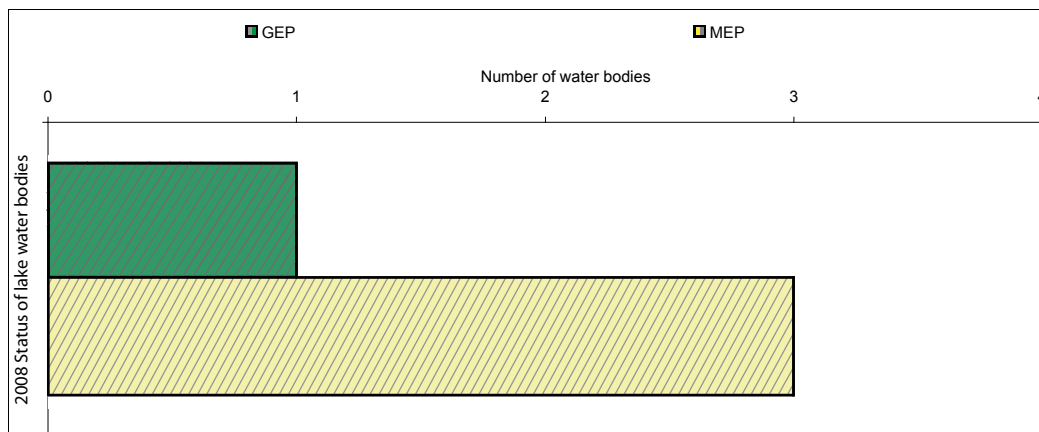 GEP MEP
Number of water bodies
0 1 2 3 4
2008 Status of lake water bodies